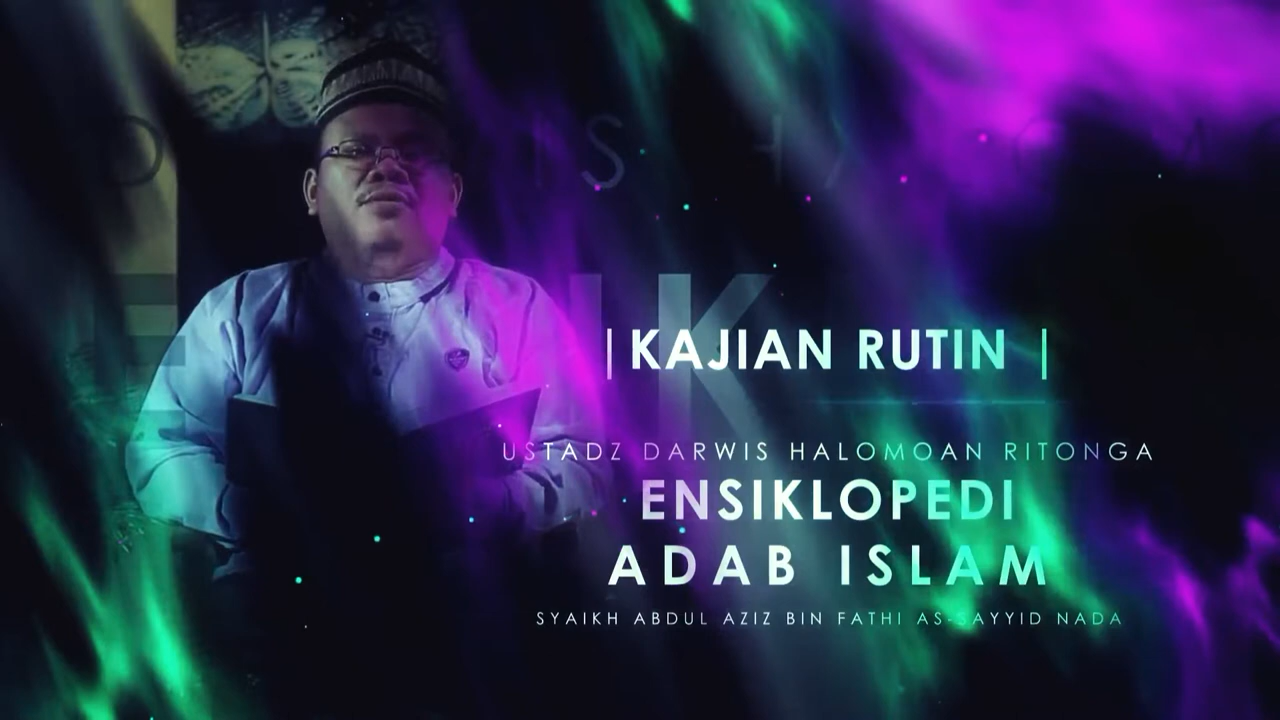 | KAJIAN RUTIN |
USTADZ DARWIS HALOMOAN RITONGA
ENSIKLOPEDI
ADAB ISLAM
SYAIKH ABDUL AZIZ BIN FATHI AS-SAYYID NADA